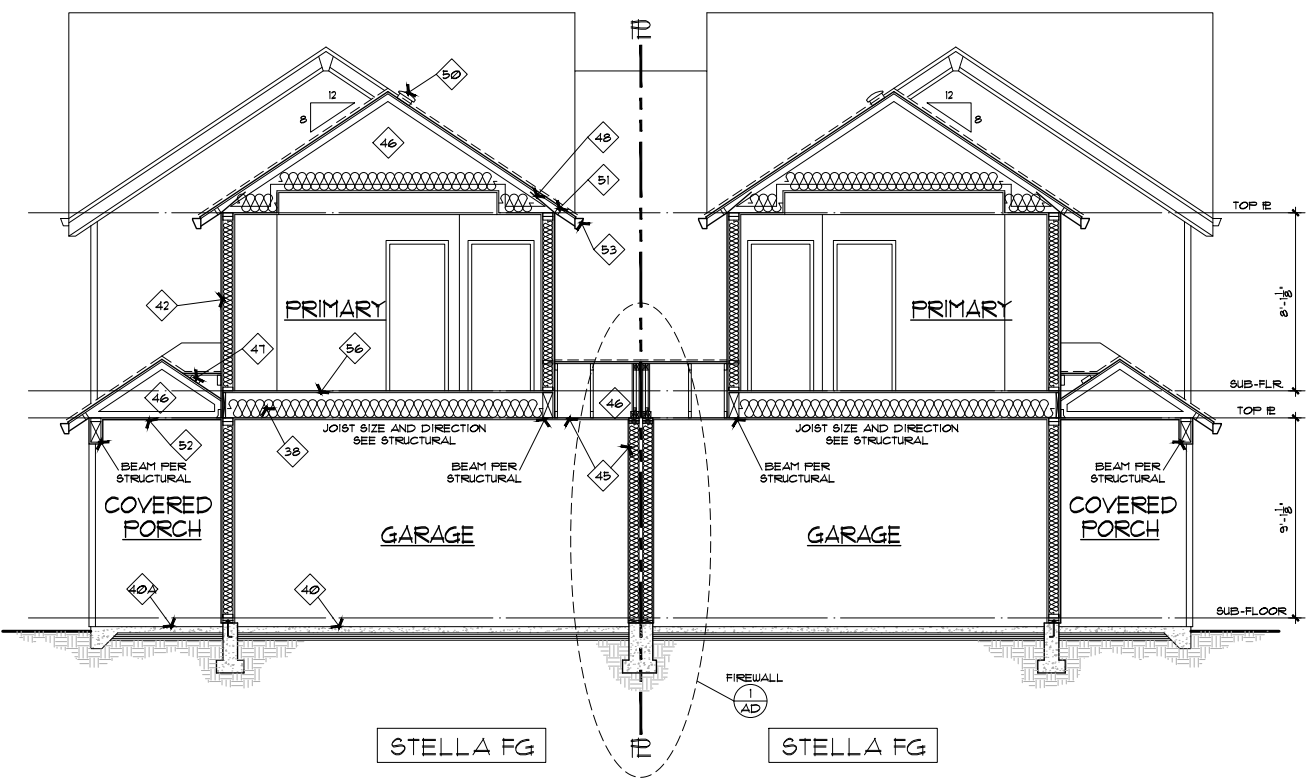 PL
50
12
8
46
48
12
8
51
TOP PL
53
42
PRIMARY
PRIMARY
8'-1 1/8"
47
56
SUB-FLR.
46
46
TOP PL
52
38
JOIST SIZE AND DIRECTION
SEE STRUCTURAL
JOIST SIZE AND DIRECTION
SEE STRUCTURAL
BEAM PER
STRUCTURAL
BEAM PER
STRUCTURAL
45
BEAM PER
STRUCTURAL
BEAM PER
STRUCTURAL
COVERED
PORCH
GARAGE
GARAGE
COVERED
PORCH
9'-1 1/8"
40A
40
SUB-FLOOR
FIREWALL
1
AD
STELLA FG
PL
STELLA FG